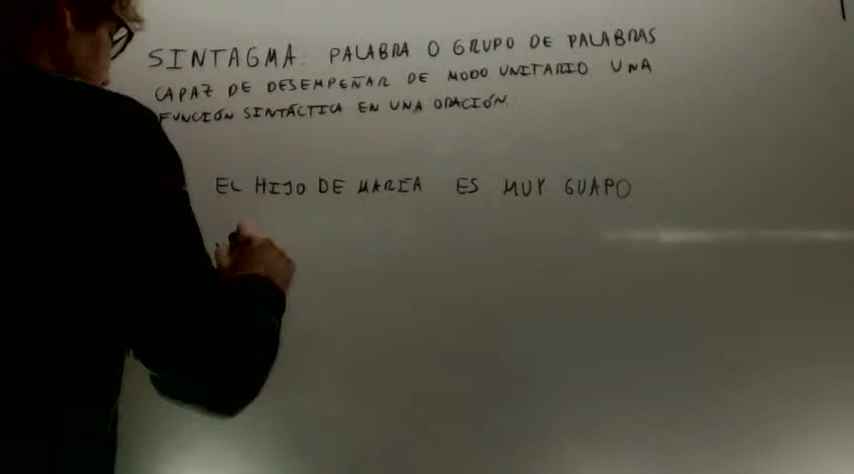 SINTAGMA: PALABRA O GRUPO DE PALABRAS
CAPAZ DE DESEMPEÑAR DE MODO UNITARIO UNA
FUNCIÓN SINTÁCTICA EN UNA ORACIÓN.
EL HIJO DE MARÍA ES MUY GUAPO